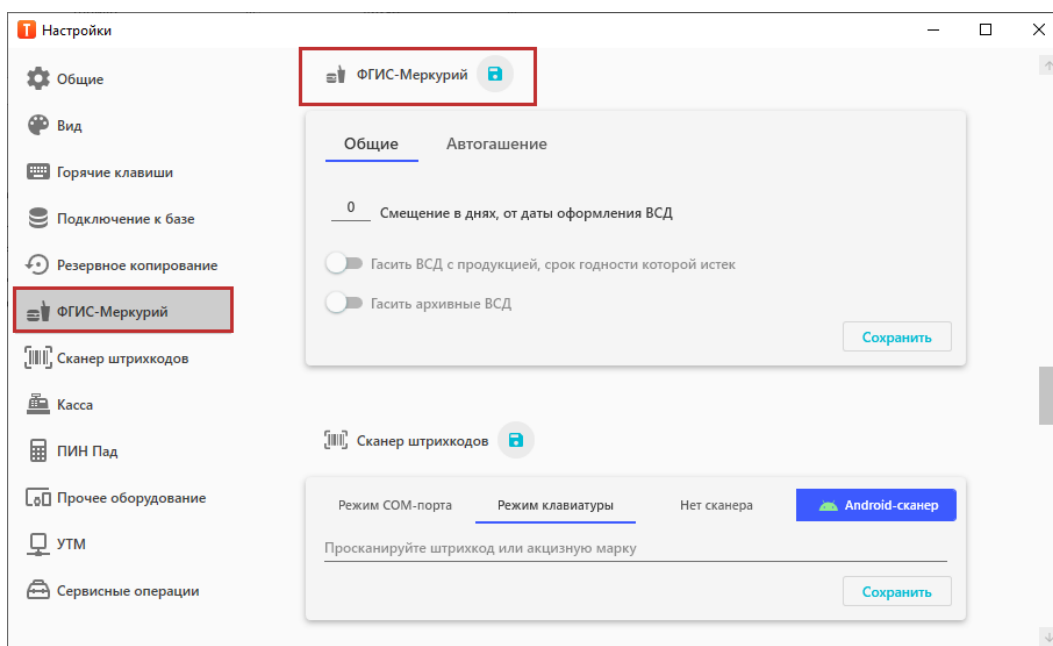 T Настройки
Общие
Вид
Горячие клавиши
Подключение к базе
Резервное копирование
ФГИС-Меркурий
Сканер штрихкодов
Касса
ПИН Пад
Прочее оборудование
УТМ
Сервисные операции
ФГИС-Меркурий
Общие Автогашение
0 Смещение в днях, от даты оформления ВСД
Гасить ВСД с продукцией, срок годности которой истек
Гасить архивные ВСД
Сохранить
Сканер штрихкодов
Режим COM-порта Режим клавиатуры Нет сканера Android-сканер
Просканируйте штрихкод или акцизную марку
Сохранить